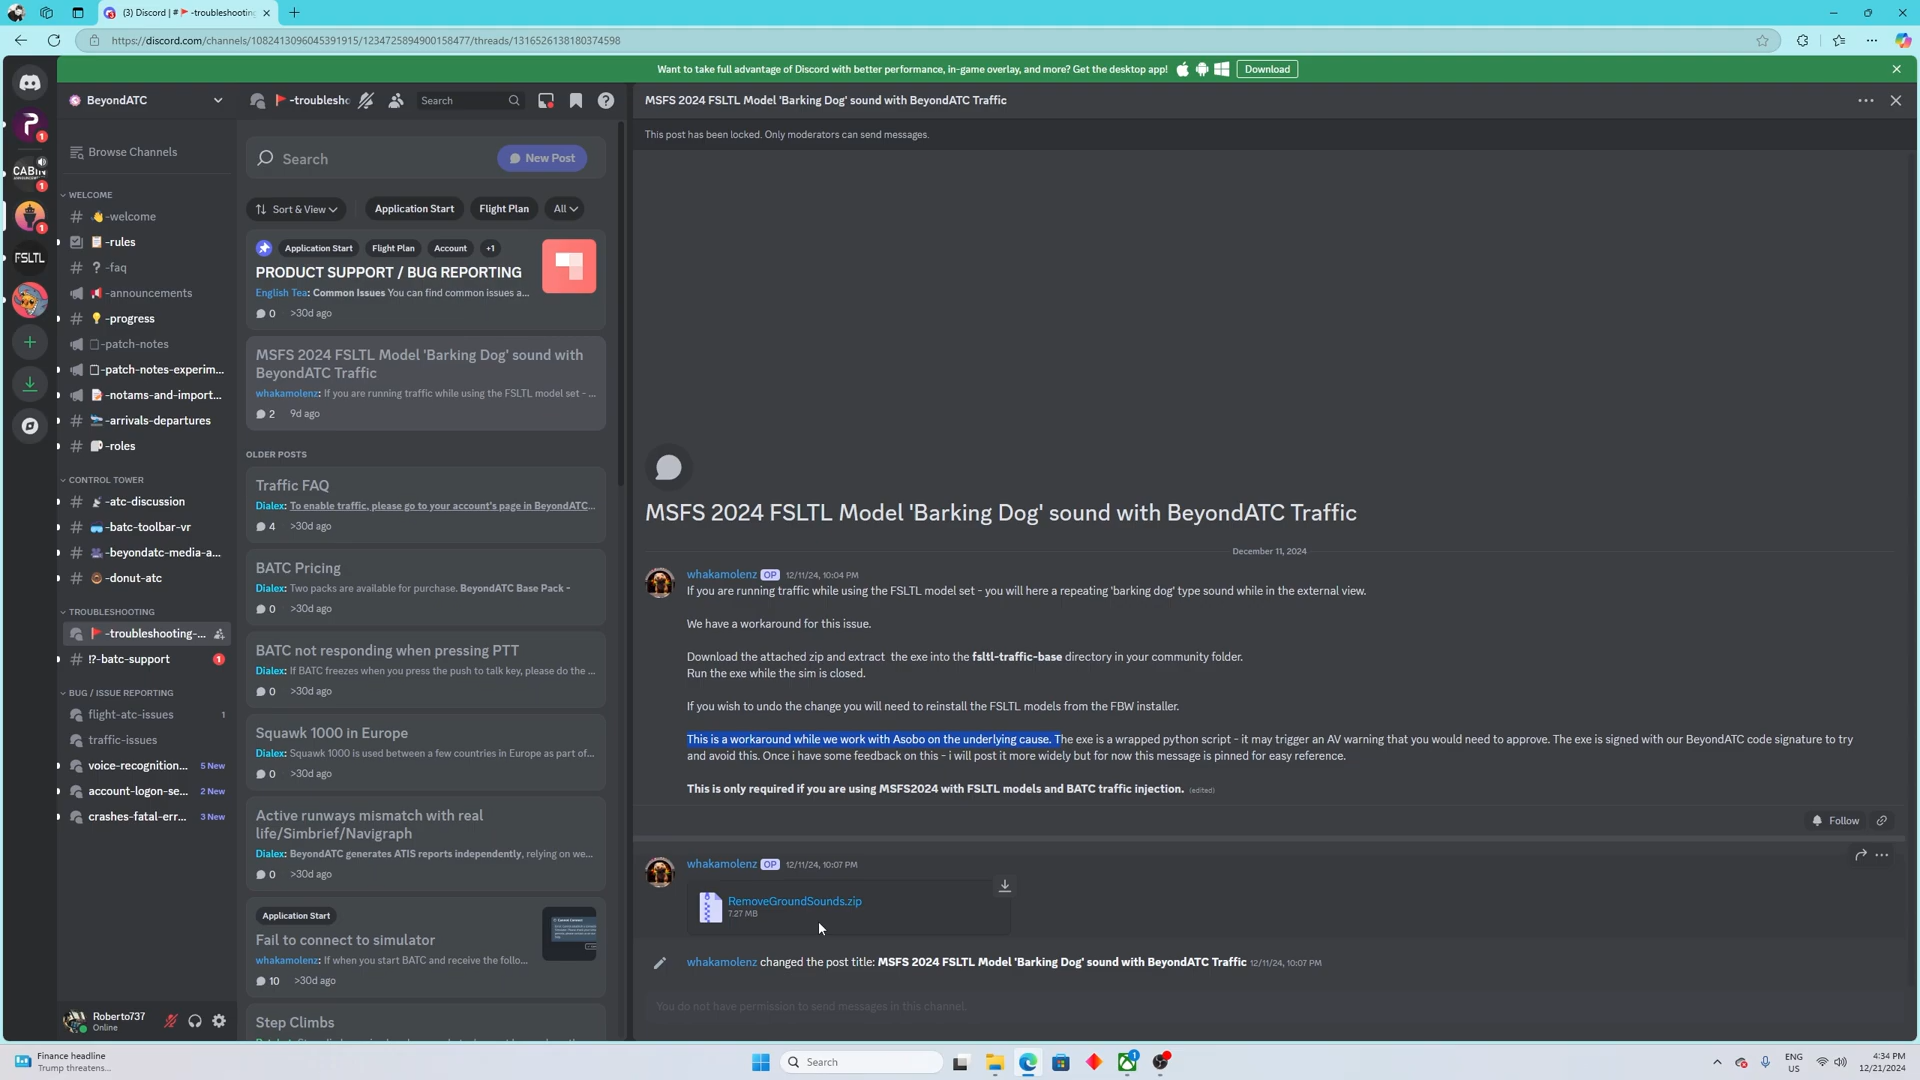 (3) Discord | # -troubleshooting
https://discord.com/channels/1082413096045391915/1234725894900158477/threads/1316526138180374598
Want to take full advantage of Discord with better performance, in-game overlay, and more? Get the desktop app!
Download
BeyondATC
Browse Channels
WELCOME
-welcome
-rules
? -faq
-announcements
-progress
-patch-notes
-patch-notes-experim...
-notams-and-import...
-arrivals-departures
-roles
CONTROL TOWER
-atc-discussion
-batc-toolbar-vr
-beyondatc-media-a...
-donut-atc
TROUBLESHOOTING
-troubleshooting-...
!?-batc-support
1
BUG / ISSUE REPORTING
flight-atc-issues
1
traffic-issues
voice-recognition...
5 New
account-logon-se...
2 New
crashes-fatal-err...
3 New
1
CABIN
1
1
FSLTL
Roberto737
Online
-troublesho
Search
Search
New Post
Sort & View
Application Start
Flight Plan
All
Application Start
Flight Plan
Account
+1
PRODUCT SUPPORT / BUG REPORTING
English Tea: Common Issues You can find common issues a...
0 >30d ago
MSFS 2024 FSLTL Model 'Barking Dog' sound with
BeyondATC Traffic
whakamolenz: If you are running traffic while using the FSLTL model set - ...
2 9d ago
OLDER POSTS
Traffic FAQ
Dialex: To enable traffic, please go to your account's page in BeyondATC...
4 >30d ago
BATC Pricing
Dialex: Two packs are available for purchase. BeyondATC Base Pack -
0 >30d ago
BATC not responding when pressing PTT
Dialex: If BATC freezes when you press the push to talk key, please do the ...
0 >30d ago
Squawk 1000 in Europe
Dialex: Squawk 1000 is used between a few countries in Europe as part of...
0 >30d ago
Active runways mismatch with real
life/Simbrief/Navigraph
Dialex: BeyondATC generates ATIS reports independently, relying on we...
0 >30d ago
Application Start
Fail to connect to simulator
whakamolenz: If when you start BATC and receive the follo...
10 >30d ago
Step Climbs
MSFS 2024 FSLTL Model 'Barking Dog' sound with BeyondATC Traffic
This post has been locked. Only moderators can send messages.
MSFS 2024 FSLTL Model 'Barking Dog' sound with BeyondATC Traffic
December 11, 2024
whakamolenz OP 12/11/24, 10:04 PM
If you are running traffic while using the FSLTL model set - you will here a repeating 'barking dog' type sound while in the external view.
We have a workaround for this issue.
Download the attached zip and extract the exe into the fsltl-traffic-base directory in your community folder.
Run the exe while the sim is closed.
If you wish to undo the change you will need to reinstall the FSLTL models from the FBW installer.
This is a workaround while we work with Asobo on the underlying cause. The exe is a wrapped python script - it may trigger an AV warning that you would need to approve. The exe is signed with our BeyondATC code signature to try
and avoid this. Once i have some feedback on this - i will post it more widely but for now this message is pinned for easy reference.
This is only required if you are using MSFS2024 with FSLTL models and BATC traffic injection. (edited)
Follow
whakamolenz OP 12/11/24, 10:07 PM
RemoveGroundSounds.zip
7.27 MB
whakamolenz changed the post title: MSFS 2024 FSLTL Model 'Barking Dog' sound with BeyondATC Traffic 12/11/24, 10:07 PM
You do not have permission to send messages in this channel.
Finance headline
Trump threatens...
Search
1
ENG
US
4:34 PM
12/21/2024